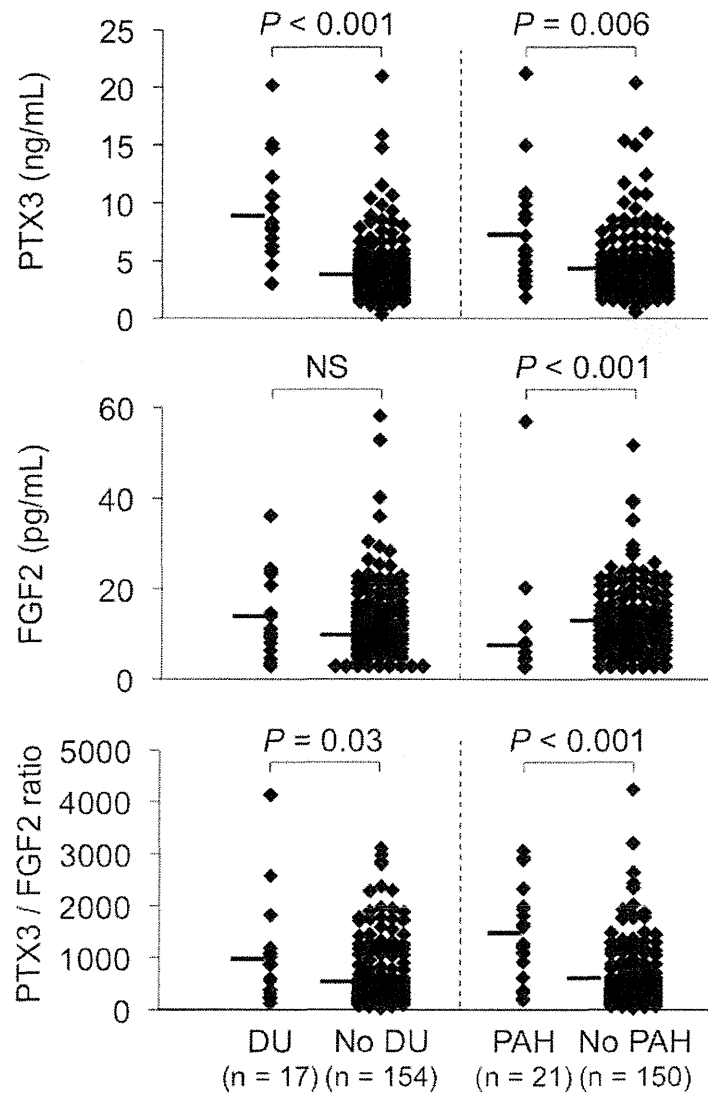 P < 0.001
P = 0.006
PTX3 (ng/mL)
25
20
15
10
5
0
NS
P < 0.001
FGF2 (pg/mL)
60
40
20
0
P = 0.03
P < 0.001
PTX3 / FGF2 ratio
5000
4000
3000
2000
1000
0
DU No DU PAH No PAH
(n = 17) (n = 154) (n = 21) (n = 150)